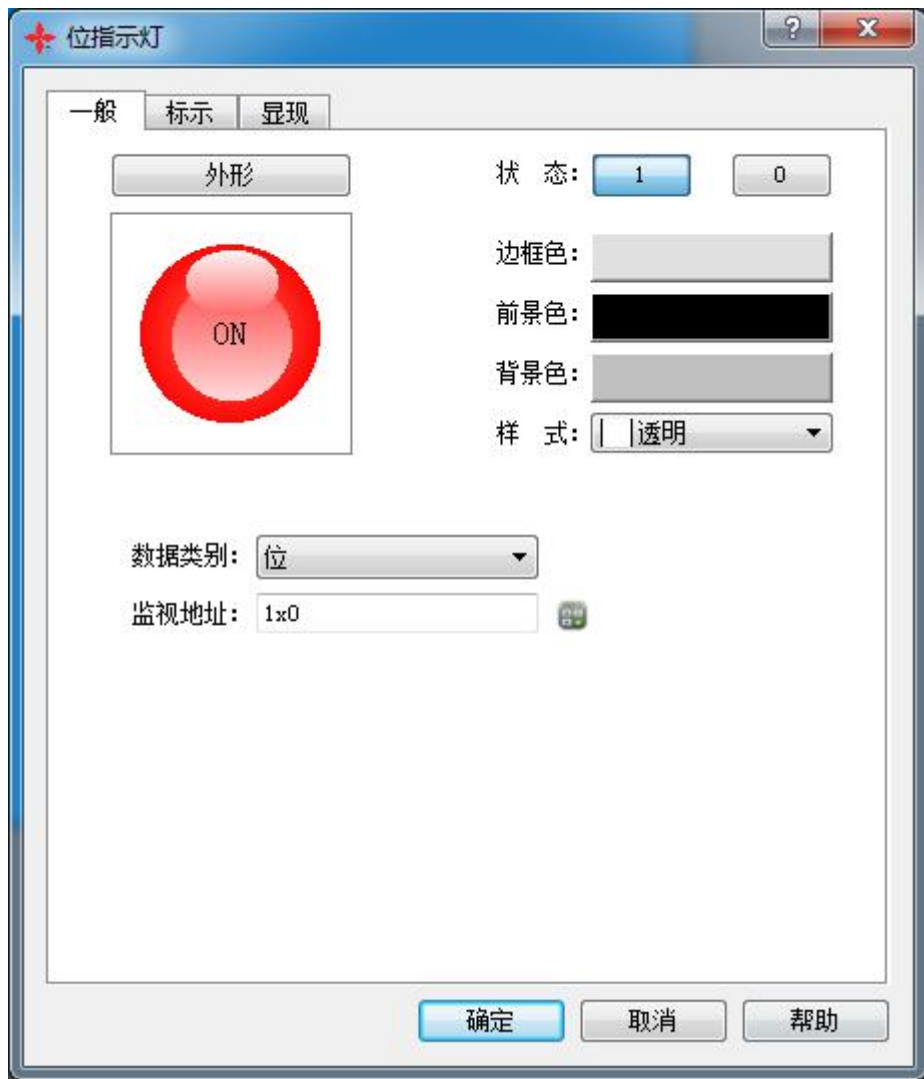 位指示灯
一般 标示 显现
外形
状 态: 1 0
ON
边框色:
前景色:
背景色:
样 式: 透明
数据类别: 位
监视地址: 1x0
确定 取消 帮助